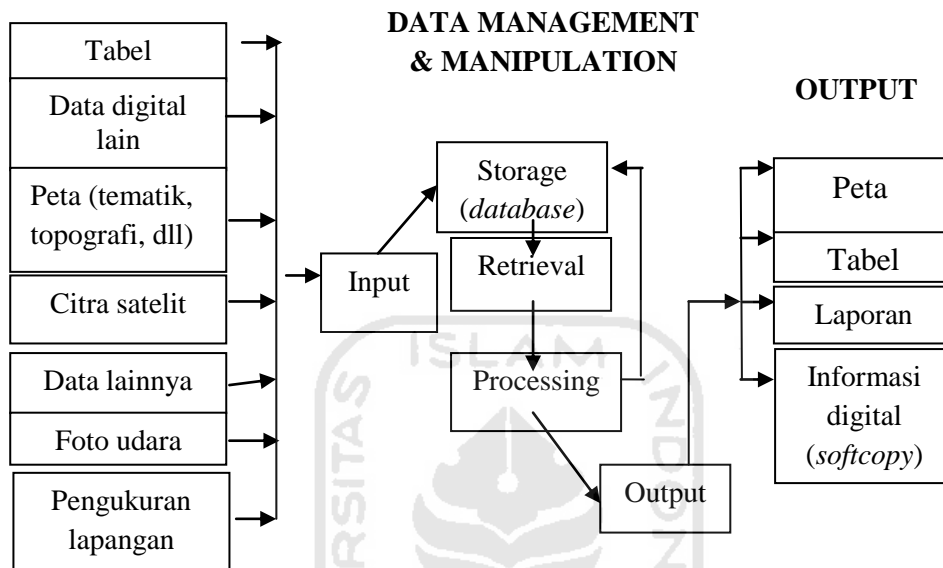 DATA MANAGEMENT
& MANIPULATION
OUTPUT
Tabel
Data digital
lain
Peta (tematik,
topografi, dll)
Citra satelit
Data lainnya
Foto udara
Pengukuran
lapangan
Input
Storage
(database)
Retrieval
Processing
Output
Peta
Tabel
Laporan
Informasi
digital
(softcopy)
ISLAM